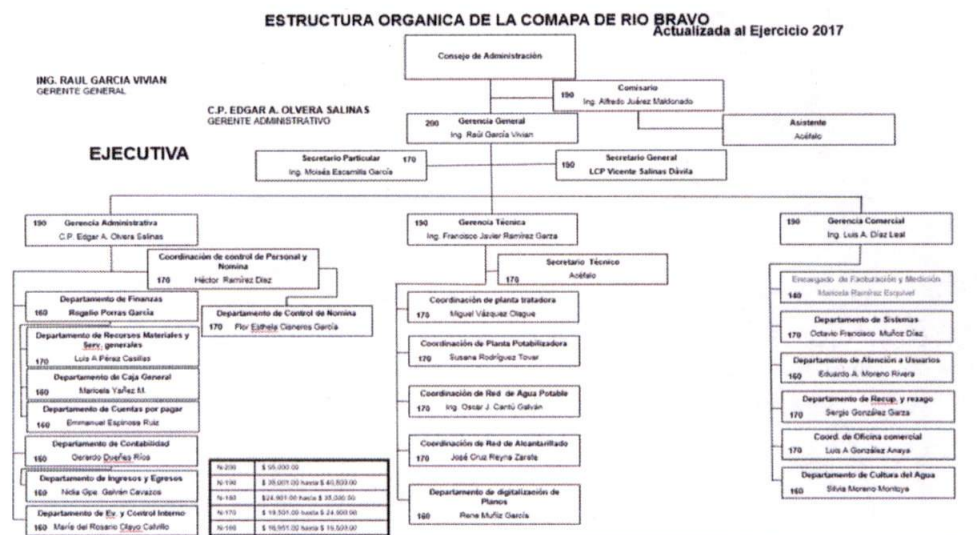 ESTRUCTURA ORGANICA DE LA COMAPA DE RIO BRAVO
Actualizada al Ejercicio 2017
Consejo de Administración
ING. RAUL GARCIA VIVIAN
GERENTE GENERAL
C.P. EDGAR A. OLVERA SALINAS
GERENTE ADMINISTRATIVO
EJECUTIVA
190 Comisario
Ing. Alfredo Juárez Maldonado
200 Gerencia General
Ing. Raúl García Vivian
Asistente
Acéfalo
Secretario Particular 170
Ing. Moisés Escamilla García
190 Secretario General
LCP Vicente Salinas Dávila
190 Gerencia Administrativa
C.P. Edgar A. Olvera Salinas
Coordinación de control de Personal y
Nomina
170 Héctor Ramírez Diez
Departamento de Finanzas
160 Rogelio Porras García
Departamento de Control de Nomina
170 Flor Esthela Cisneros García
Departamento de Recursos Materiales y
Serv. generales
170 Luis A Pérez Casillas
Departamento de Caja General
160 Maricela Yañez M.
Departamento de Cuentas por pagar
160 Emmanuel Espinosa Ruiz
Departamento de Contabilidad
160 Gerardo Dueñes Ríos
Departamento de Ingresos y Egresos
160 Nidia Gpe. Galván Cavazos
Departamento de Ev. y Control Interno
160 María del Rosario Olayo Calvillo
190 Gerencia Técnica
Ing. Francisco Javier Ramírez Garza
Secretario Técnico
170 Acéfalo
Coordinación de planta tratadora
170 Miguel Vázquez Olague
Coordinación de Planta Potabilizadora
170 Susana Rodríguez Tovar
Coordinación de Red de Agua Potable
170 Ing. Oscar J. Cantú Galván
Coordinación de Red de Alcantarillado
170 José Cruz Reyna Zarate
Departamento de digitalización de
Planos
160 Rene Muñiz García
190 Gerencia Comercial
Ing. Luis A. Díaz Leal
Encargado de Facturación y Medición
140 Maricela Ramírez Esquivel
Departamento de Sistemas
170 Octavio Francisco Muñoz Díaz
Departamento de Atención a Usuarios
160 Eduardo A. Moreno Rivera
Departamento de Recup. y rezago
170 Sergio González Garza
Coord. de Oficina comercial
170 Luis A González Anaya
Departamento de Cultura del Agua
160 Silvia Moreno Montoya
N-200
N-190
N-180
N-170
N-160